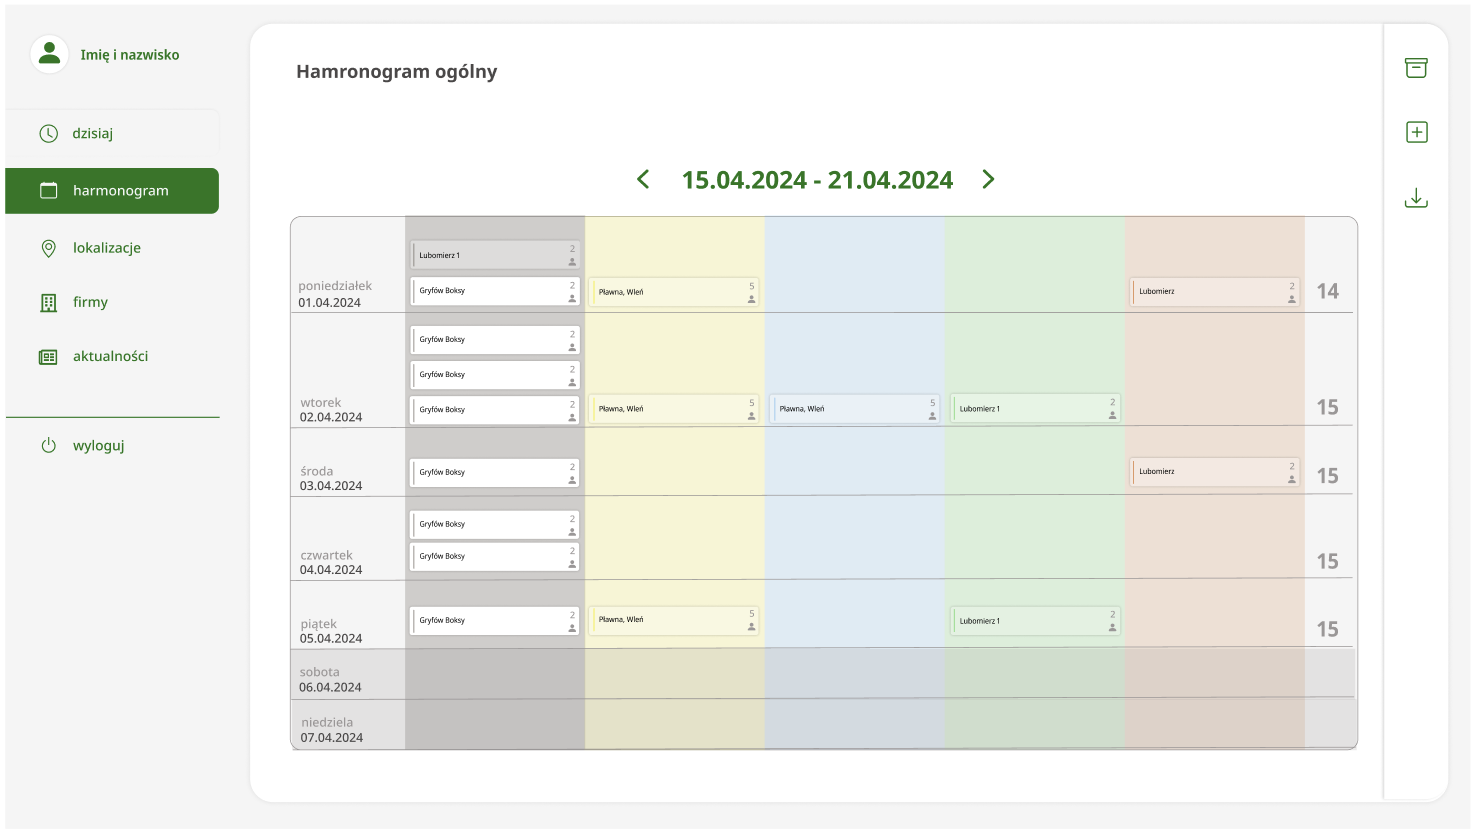 Imię i nazwisko
dzisiaj
harmonogram
lokalizacje
firmy
aktualności
wyloguj
Hamronogram ogólny
15.04.2024 - 21.04.2024
Lubomierz 1
2
poniedziałek
01.04.2024
Gryfów Boksy
2
Pławna, Wleń
5
Lubomierz
2
14
Gryfów Boksy
2
Gryfów Boksy
2
wtorek
02.04.2024
Gryfów Boksy
2
Pławna, Wleń
5
Pławna, Wleń
5
Lubomierz 1
2
15
środa
03.04.2024
Gryfów Boksy
2
Lubomierz
2
15
Gryfów Boksy
2
czwartek
04.04.2024
Gryfów Boksy
2
15
piątek
05.04.2024
Gryfów Boksy
2
Pławna, Wleń
5
Lubomierz 1
2
15
sobota
06.04.2024
niedziela
07.04.2024